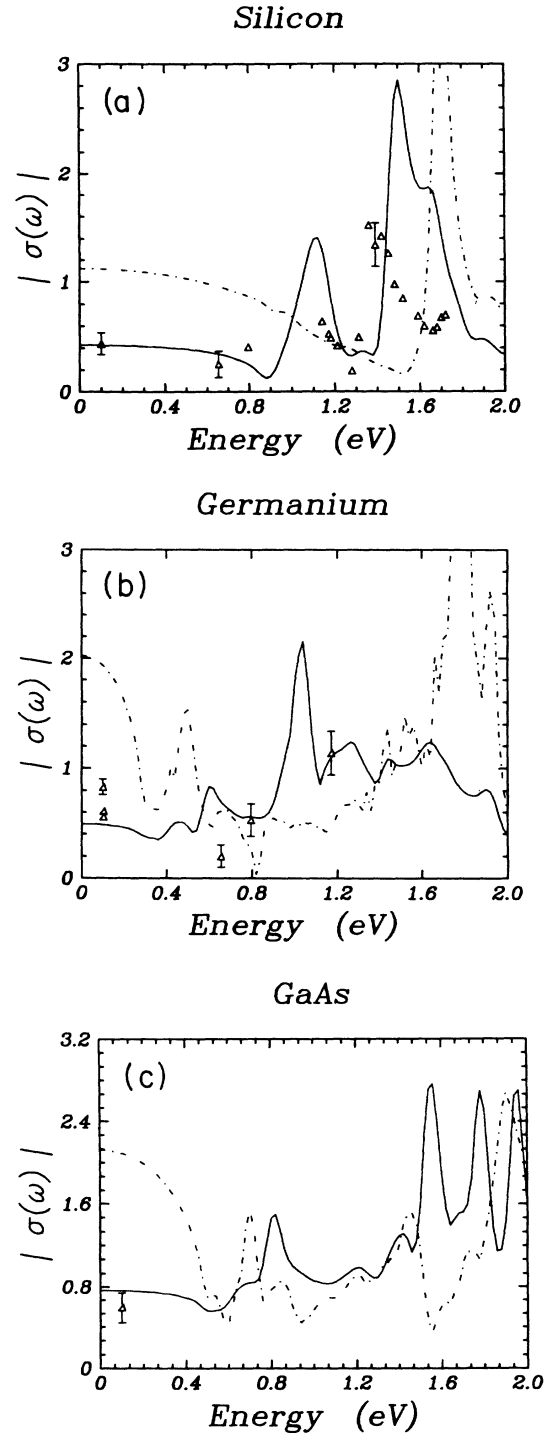 Silicon
(a)
3
2
1
0
| σ(ω) |
0 0.4 0.8 1.2 1.6 2.0
Energy (eV)
Germanium
(b)
3
2
1
0
| σ(ω) |
0 0.4 0.8 1.2 1.6 2.0
Energy (eV)
GaAs
(c)
3.2
2.4
1.6
0.8
0
| σ(ω) |
0 0.4 0.8 1.2 1.6 2.0
Energy (eV)